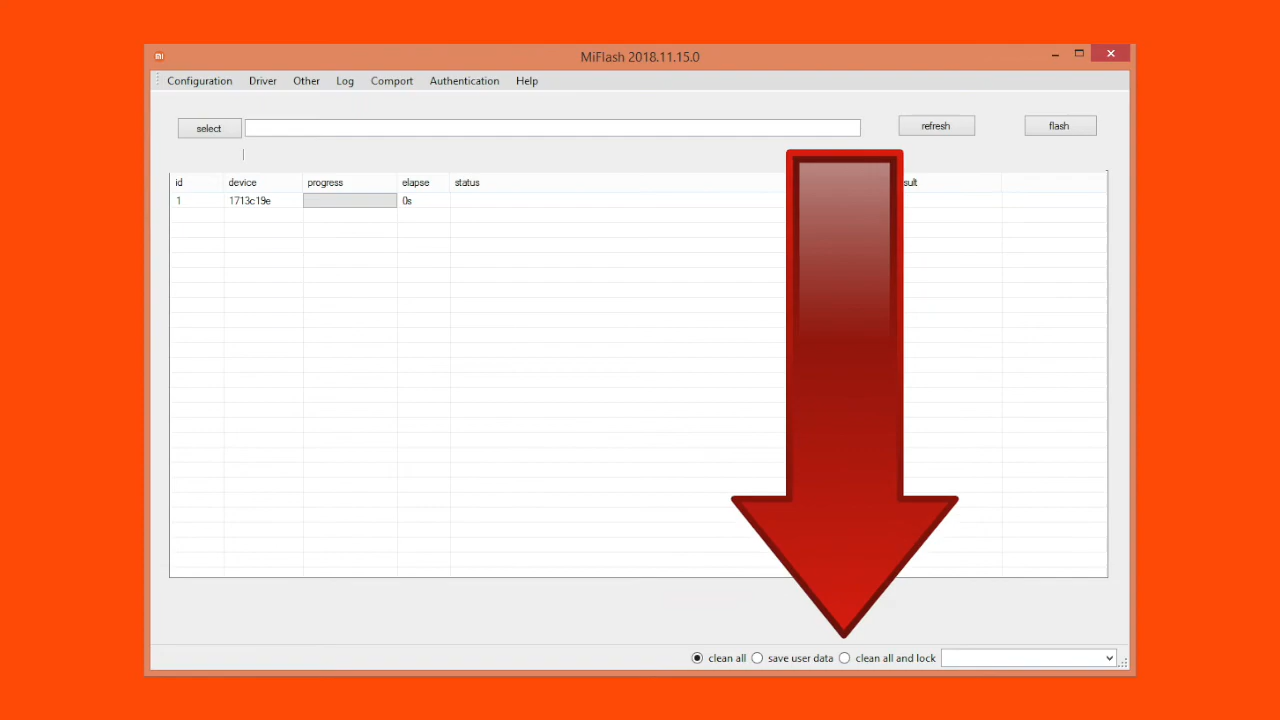 MiFlash 2018.11.15.0
Configuration Driver Other Log Comport Authentication Help
select refresh flash
id device progress elapse status sult
1 1713c19e 0s
clean all save user data clean all and lock